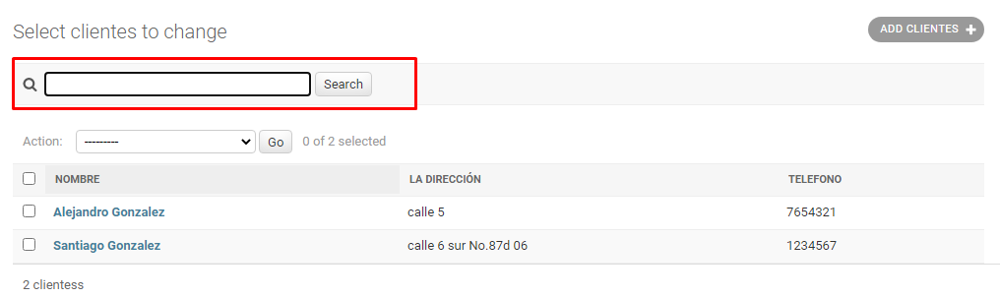 Select clientes to change
ADD CLIENTES +
Search
Action: --------- Go 0 of 2 selected
NOMBRE LA DIRECCIÓN TELEFONO
Alejandro Gonzalez calle 5 7654321
Santiago Gonzalez calle 6 sur No.87d 06 1234567
2 clientess